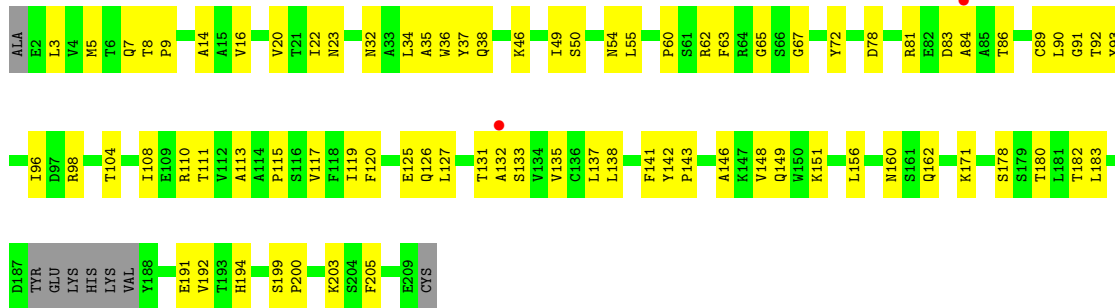 ALA E2 L3 V4 M5 T6 Q7 T8 P9 A14 A15 V16 V20 T21 I22 N23 N32 A33 L34 A35 W36 Y37 Q38 K46 I49 S50 N54 L55 P60 S61 R62 F63 R64 G65 S66 G67 Y72 D78 R81 E82 D83 A84 A85 T86 C89 L90 G91 T92
I96 D97 R98 T104 I108 E109 R110 T111 V112 A113 A114 P115 S116 V117 F118 I119 F120 E125 Q126 L127 T131 A132 S133 V134 V135 C136 L137 L138 F141 Y142 P143 A146 K147 V148 Q149 W150 K151 L156 N160 S161 Q162 K171 S178 S179 T180 L181 T182 L183
D187 TYR GLU LYS HIS LYS VAL Y188 E191 V192 T193 H194 S199 P200 K203 S204 F205 E209 CYS